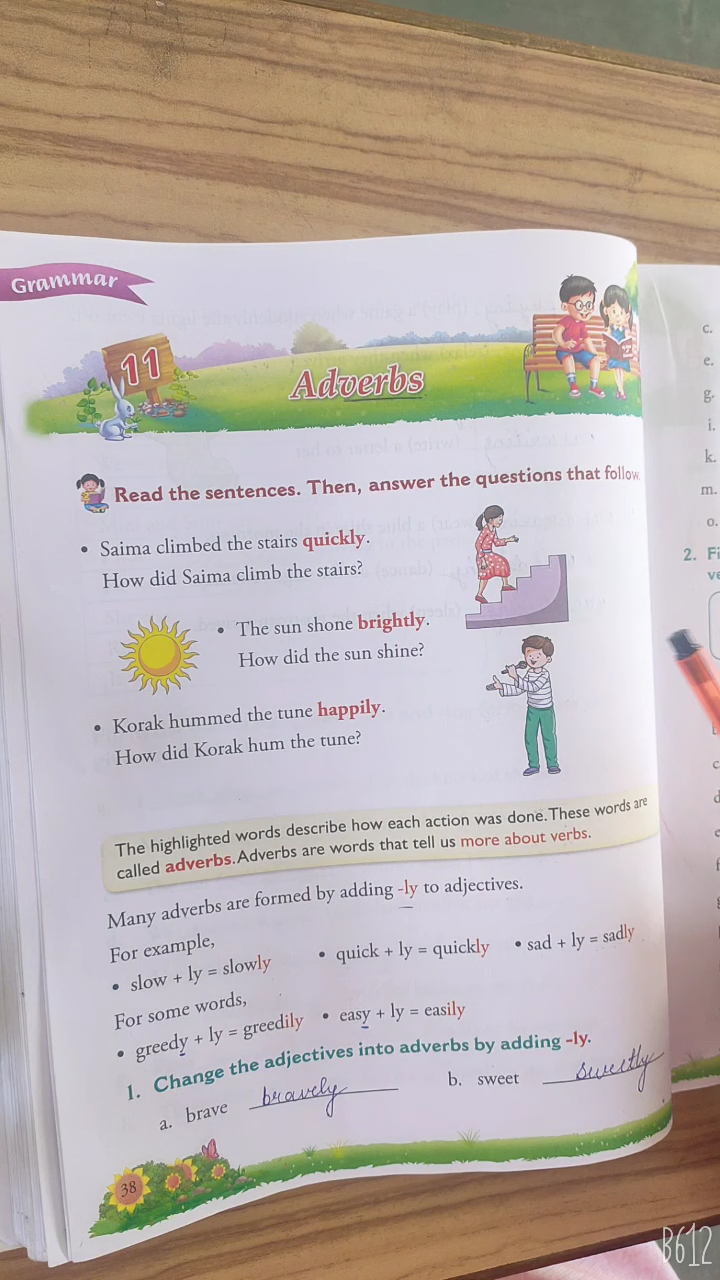 Grammar
11
Adverbs
Read the sentences. Then, answer the questions that follow
• Saima climbed the stairs quickly.
How did Saima climb the stairs?
• The sun shone brightly.
How did the sun shine?
• Korak hummed the tune happily.
How did Korak hum the tune?
The highlighted words describe how each action was done. These words are
called adverbs. Adverbs are words that tell us more about verbs.
Many adverbs are formed by adding -ly to adjectives.
For example,
• slow + ly = slowly • quick + ly = quickly • sad + ly = sadly
For some words,
• greedy + ly = greedily • easy + ly = easily
1. Change the adjectives into adverbs by adding -ly.
a. brave bravely b. sweet sweetly
38
c.
e.
g.
i.
k.
m.
o.
2. Fi
ve
B612